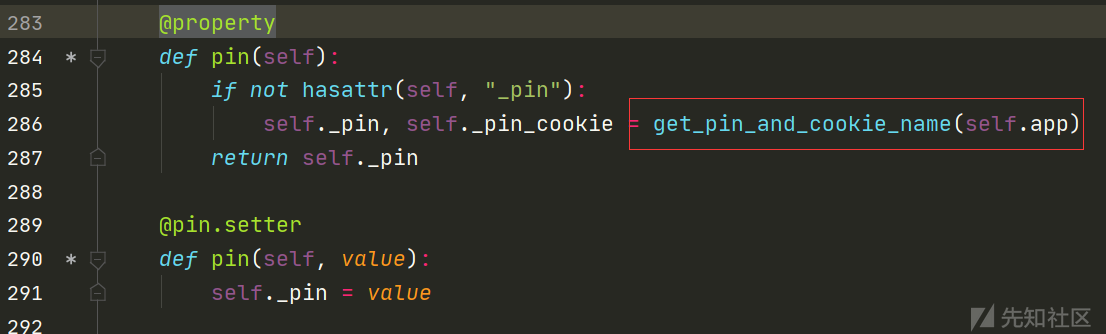 283 @property
284 * def pin(self):
285 if not hasattr(self, "_pin"):
286 self._pin, self._pin_cookie = get_pin_and_cookie_name(self.app)
287 return self._pin
288
289 @pin.setter
290 * def pin(self, value):
291 self._pin = value
292
先知社区